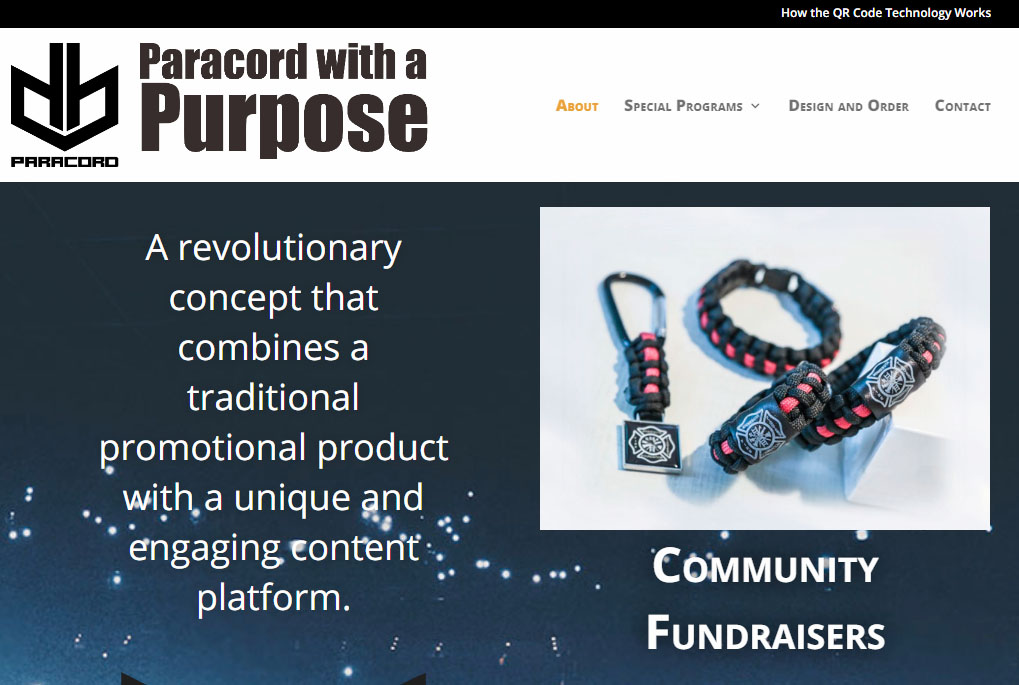 How the QR Code Technology Works
PARACORD
Paracord with a
Purpose
About
Special Programs
Design and Order
Contact
A revolutionary
concept that
combines a
traditional
promotional product
with a unique and
engaging content
platform.
Community
Fundraisers